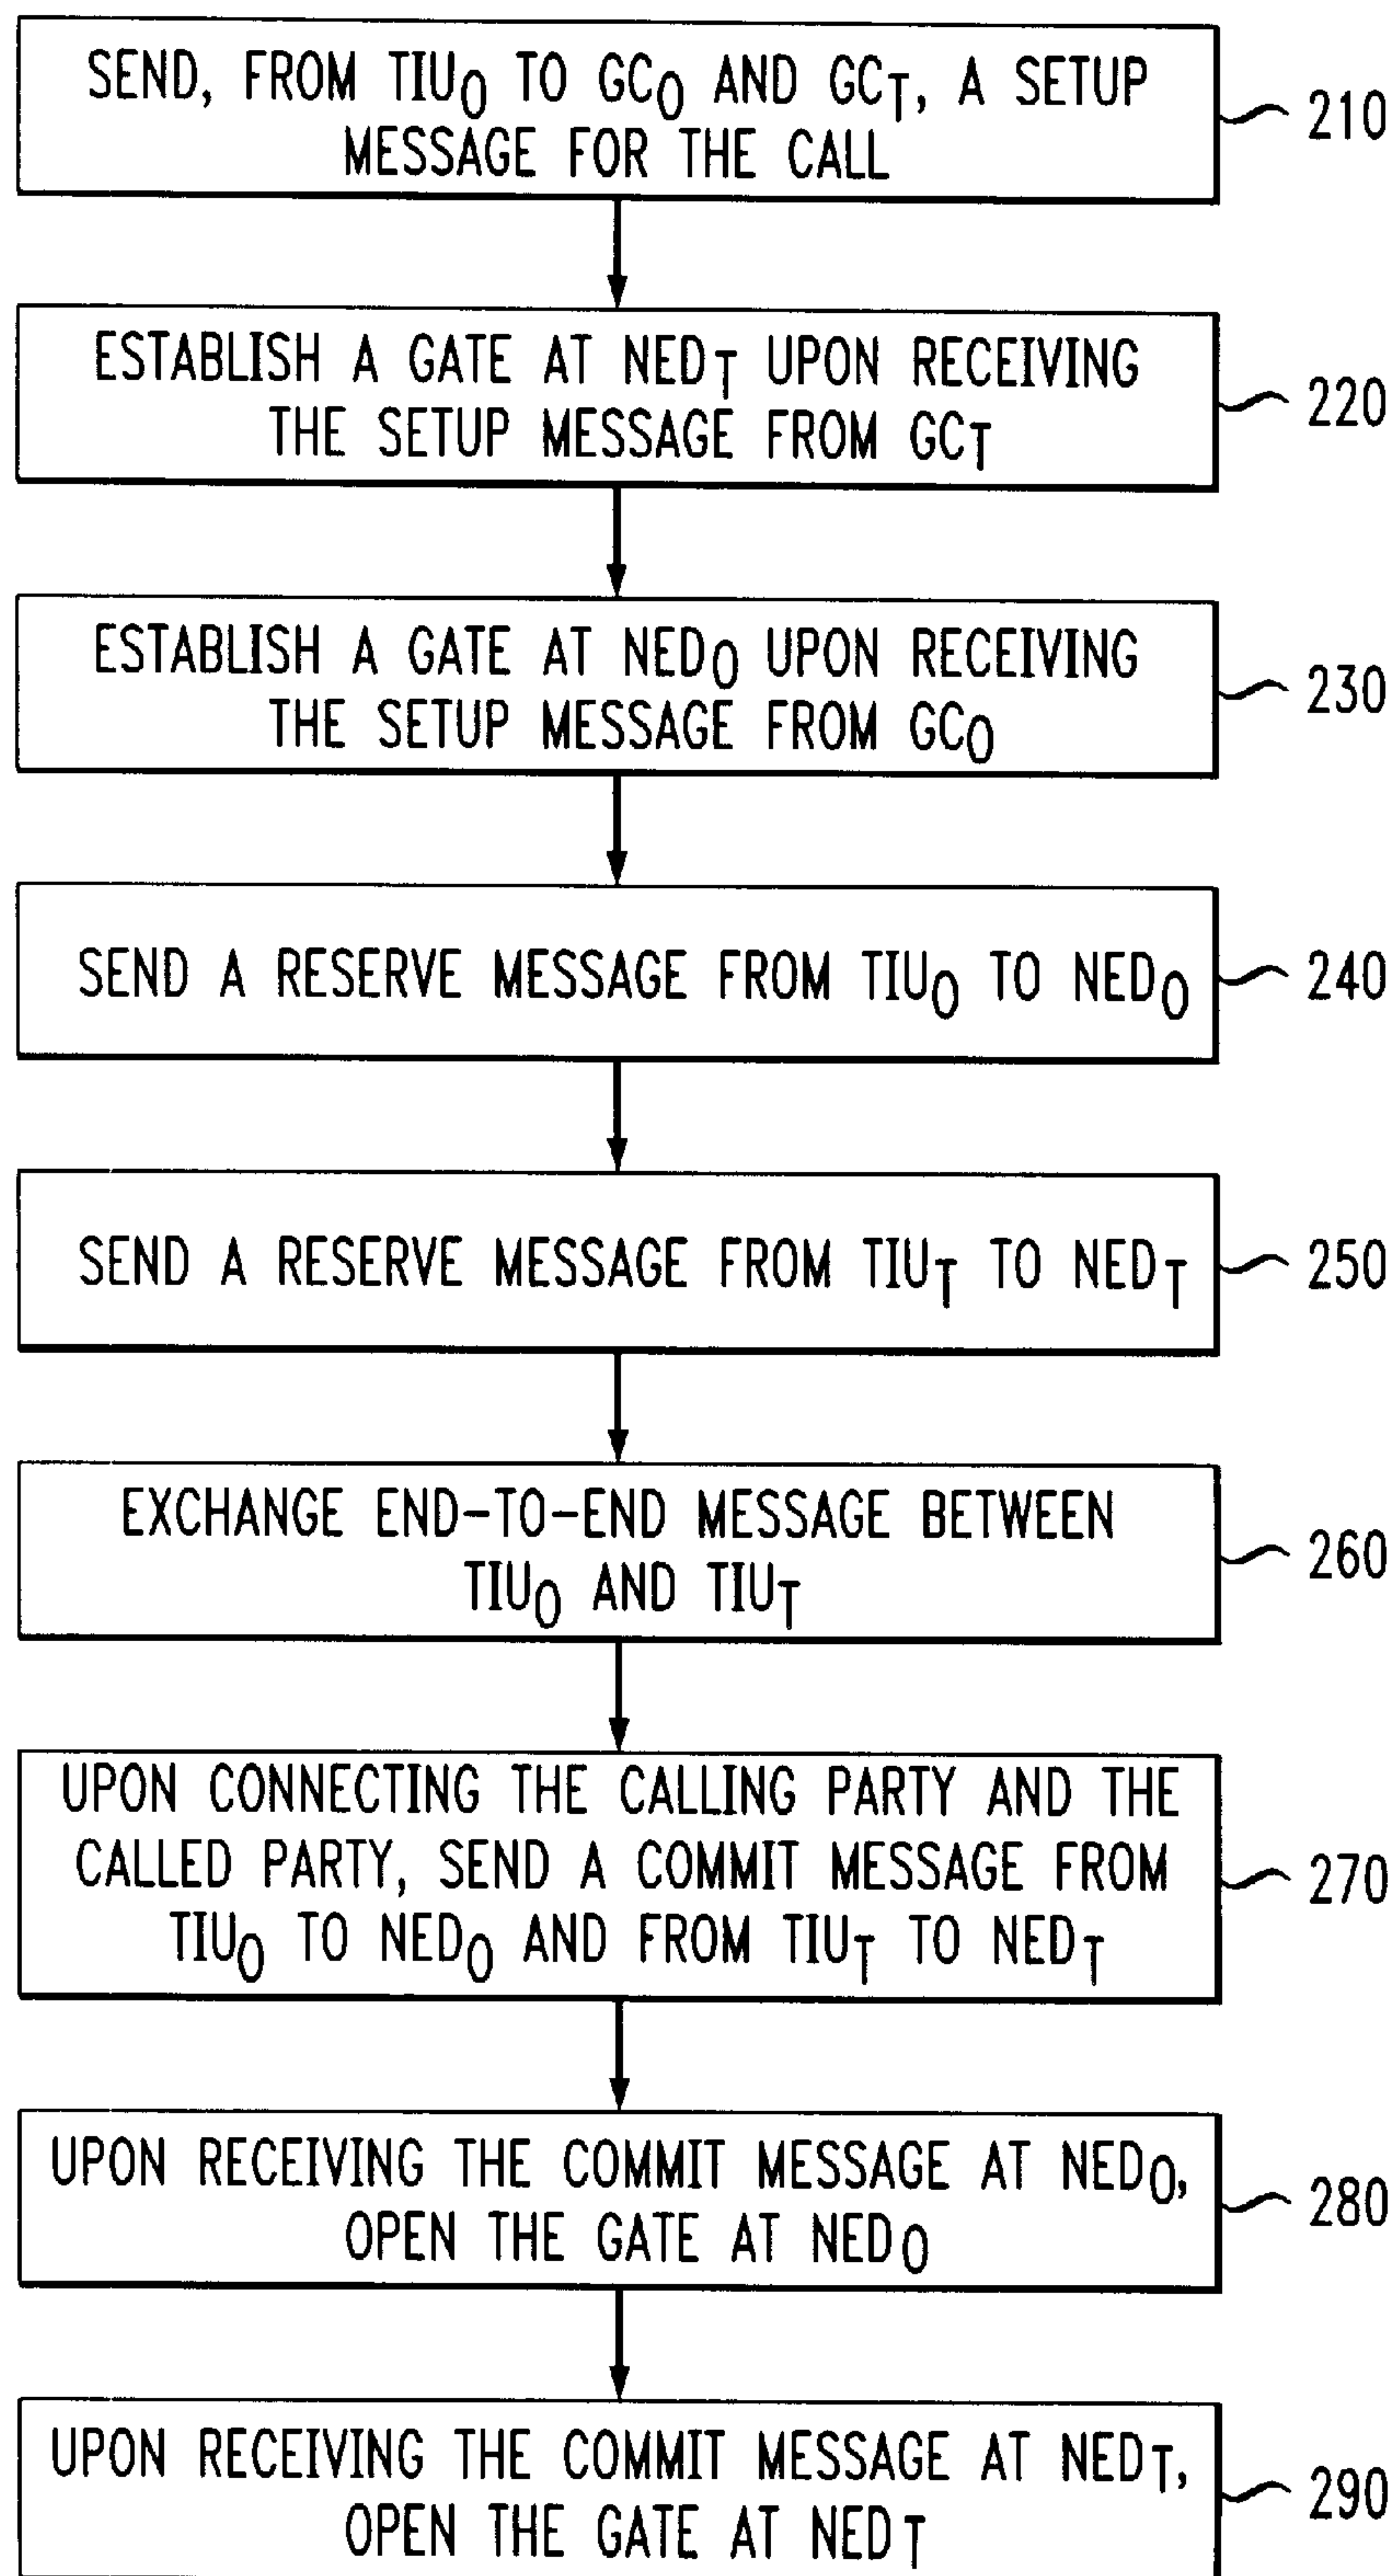 SEND, FROM TIUO TO GCO AND GCT, A SETUP
MESSAGE FOR THE CALL
210
ESTABLISH A GATE AT NEDT UPON RECEIVING
THE SETUP MESSAGE FROM GCT
220
ESTABLISH A GATE AT NEDO UPON RECEIVING
THE SETUP MESSAGE FROM GCO
230
SEND A RESERVE MESSAGE FROM TIUO TO NEDO
240
SEND A RESERVE MESSAGE FROM TIUT TO NEDT
250
EXCHANGE END-TO-END MESSAGE BETWEEN
TIUO AND TIUT
260
UPON CONNECTING THE CALLING PARTY AND THE
CALLED PARTY, SEND A COMMIT MESSAGE FROM
TIUO TO NEDO AND FROM TIUT TO NEDT
270
UPON RECEIVING THE COMMIT MESSAGE AT NEDO,
OPEN THE GATE AT NEDO
280
UPON RECEIVING THE COMMIT MESSAGE AT NEDT,
OPEN THE GATE AT NEDT
290